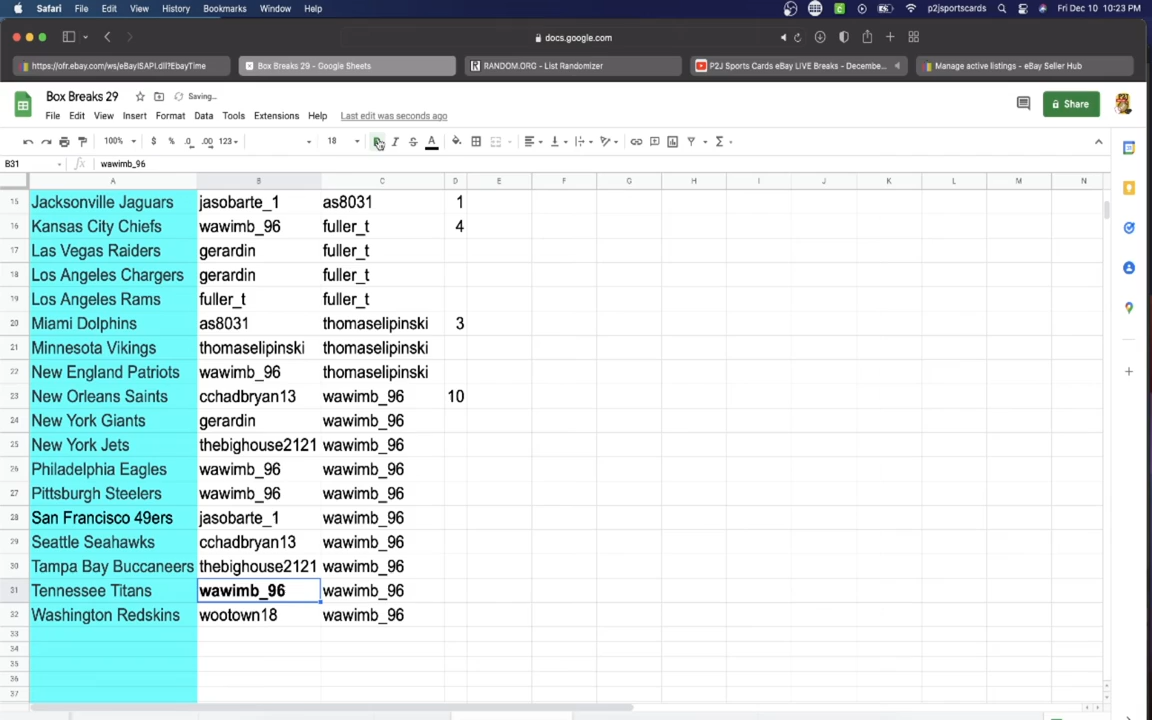 Safari File Edit View History Bookmarks Window Help p2jsportscards Fri Dec 10 10:23 PM
docs.google.com
https://ofr.ebay.com/ws/eBayISAPI.dll?EbayTime Box Breaks 29 - Google Sheets RANDOM.ORG - List Randomizer P2J Sports Cards eBay LIVE Breaks - Decembe... Manage active listings - eBay Seller Hub
Box Breaks 29 Saving...
File Edit View Insert Format Data Tools Extensions Help Last edit was seconds ago
Share
100% $ % .0 .00 123 18 B I S A
B31 fx wawimb_96
A B C D E F G H I J K L M N
15 Jacksonville Jaguars jasobarte_1 as8031 1
16 Kansas City Chiefs wawimb_96 fuller_t 4
17 Las Vegas Raiders gerardin fuller_t
18 Los Angeles Chargers gerardin fuller_t
19 Los Angeles Rams fuller_t fuller_t
20 Miami Dolphins as8031 thomaselipinski 3
21 Minnesota Vikings thomaselipinski thomaselipinski
22 New England Patriots wawimb_96 thomaselipinski
23 New Orleans Saints cchadbryan13 wawimb_96 10
24 New York Giants gerardin wawimb_96
25 New York Jets thebighouse2121 wawimb_96
26 Philadelphia Eagles wawimb_96 wawimb_96
27 Pittsburgh Steelers wawimb_96 wawimb_96
28 San Francisco 49ers jasobarte_1 wawimb_96
29 Seattle Seahawks cchadbryan13 wawimb_96
30 Tampa Bay Buccaneers thebighouse2121 wawimb_96
31 Tennessee Titans wawimb_96 wawimb_96
32 Washington Redskins wootown18 wawimb_96
33
34
35
36
37